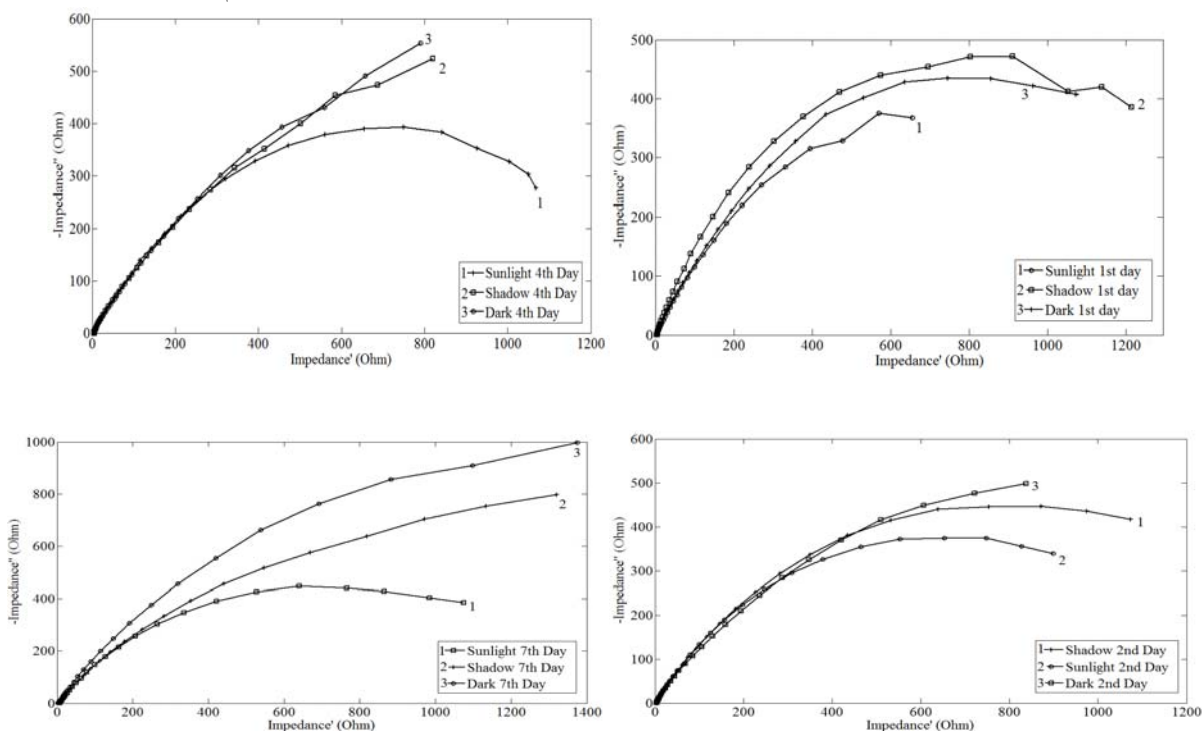 600
500
400
300
200
100
0
-Impedance" (Ohm)
3
2
1
1 Sunlight 4th Day
2 Shadow 4th Day
3 Dark 4th Day
0 200 400 600 800 1000 1200
Impedance' (Ohm)
500
400
300
200
100
0
-Impedance" (Ohm)
1
3
2
1 Sunlight 1st day
2 Shadow 1st day
3 Dark 1st day
0 200 400 600 800 1000 1200
Impedance' (Ohm)
1000
800
600
400
200
0
-Impedance" (Ohm)
3
2
1
1 Sunlight 7th Day
2 Shadow 7th Day
3 Dark 7th Day
0 200 400 600 800 1000 1200 1400
Impedance' (Ohm)
600
500
400
300
200
100
0
-Impedance" (Ohm)
3
1
2
1 Shadow 2nd Day
2 Sunlight 2nd Day
3 Dark 2nd Day
0 200 400 600 800 1000 1200
Impedance' (Ohm)